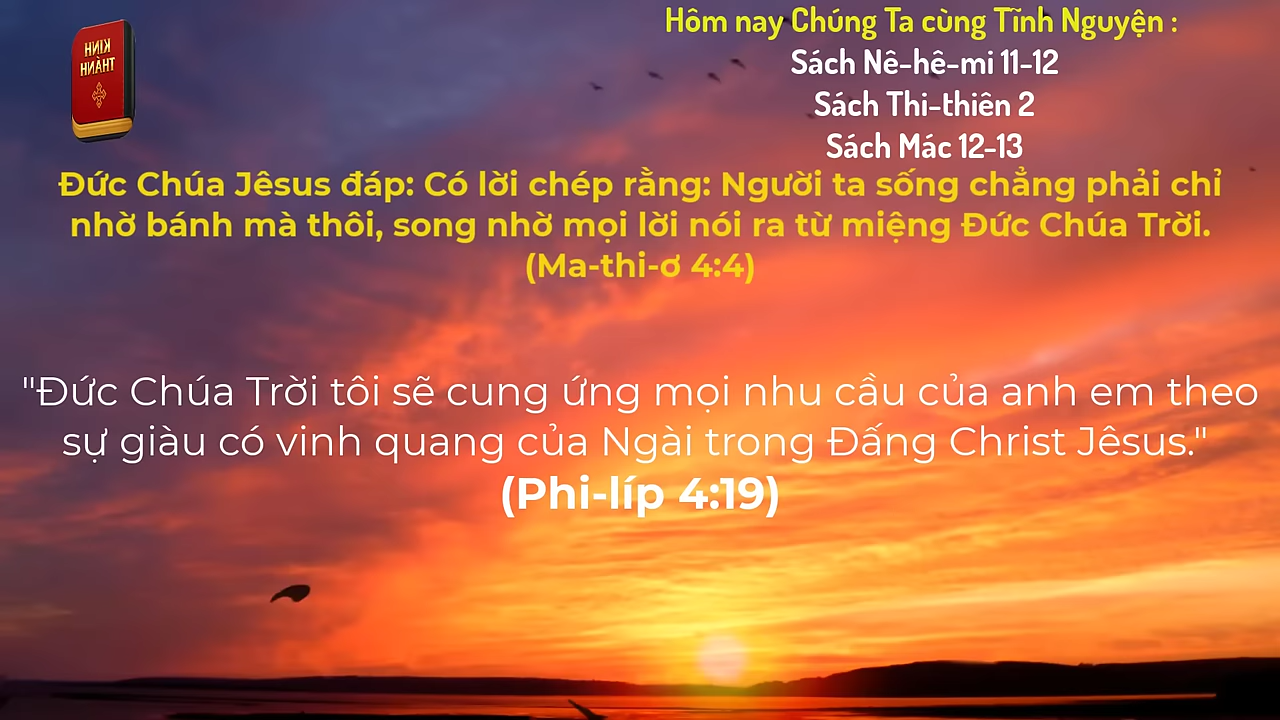 KINH
THÁNH
Hôm nay Chúng Ta cùng Tĩnh Nguyện :
Sách Nê-hê-mi 11-12
Sách Thi-thiên 2
Sách Mác 12-13
Đức Chúa Jêsus đáp: Có lời chép rằng: Người ta sống chẳng phải chỉ
nhờ bánh mà thôi, song nhờ mọi lời nói ra từ miệng Đức Chúa Trời.
(Ma-thi-ơ 4:4)
"Đức Chúa Trời tôi sẽ cung ứng mọi nhu cầu của anh em theo
sự giàu có vinh quang của Ngài trong Đấng Christ Jêsus."
(Phi-líp 4:19)